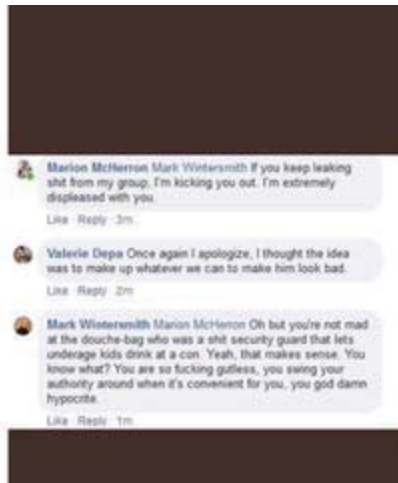 Marion McHerron Mark Wintersmith If you keep leaking
shit from my group, I'm kicking you out. I'm extremely
displeased with you.
Like · Reply · 3m
Valerie Depa Once again I apologize, I thought the idea
was to make up whatever we can to make him look bad.
Like · Reply · 2m
Mark Wintersmith Marion McHerron Oh but you're not mad
at the douche-bag who was a shit security guard that lets
underage kids drink at a con. Yeah, that makes sense. You
know what? You are so fucking gutless, you swing your
authority around when it's convenient for you, you god damn
hypocrite.
Like · Reply · 1m